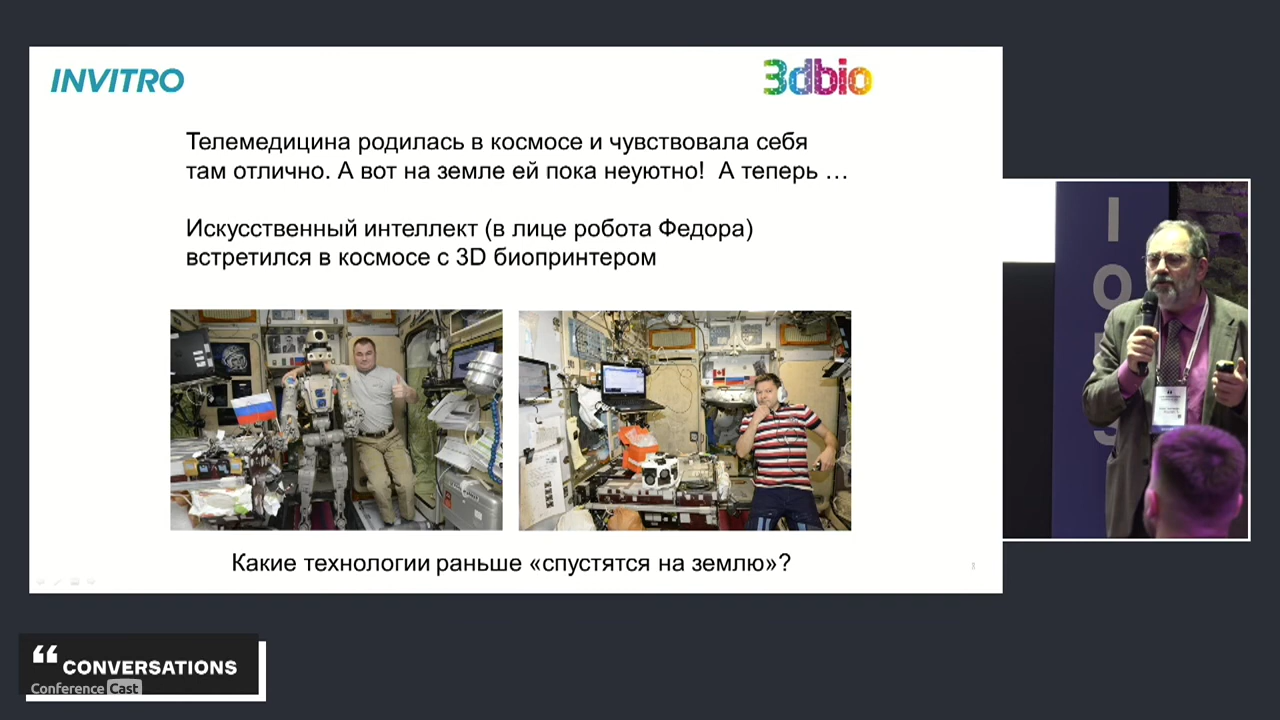 INVITRO
3dbio
Телемедицина родилась в космосе и чувствовала себя
там отлично. А вот на земле ей пока неуютно! А теперь …
Искусственный интеллект (в лице робота Федора)
встретился в космосе с 3D биопринтером
Какие технологии раньше «спустятся на землю»?
“ CONVERSATIONS
Conference Cast